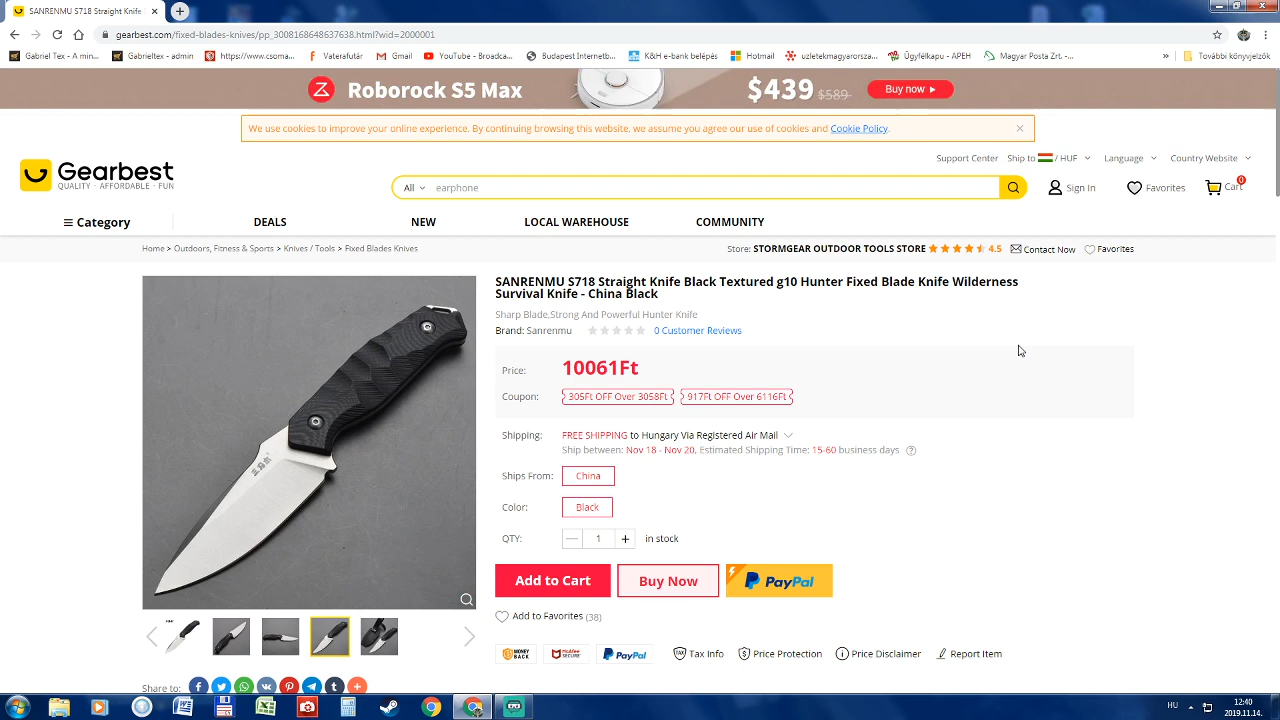 SANRENMU S718 Straight Knife
gearbest.com/fixed-blades-knives/pp_3008168648637638.html?wid=2000001
Gabriel Tex - A min... Gabrieltex - admin https://www.csoma... Vaterafutár Gmail YouTube - Broadca... Budapest Internetb... K&H e-bank belépés Hotmail uzletekmagyarorsza... Ügyfélkapu - APEH Magyar Posta Zrt. -... » További könyvjelzők
Roborock S5 Max $439 $589 Buy now
We use cookies to improve your online experience. By continuing browsing this website, we assume you agree our use of cookies and Cookie Policy.
Support Center Ship to / HUF Language Country Website
Gearbest
QUALITY · AFFORDABLE · FUN
All earphone Sign In Favorites Cart 0
Category DEALS NEW LOCAL WAREHOUSE COMMUNITY
Home > Outdoors, Fitness & Sports > Knives / Tools > Fixed Blades Knives
Store: STORMGEAR OUTDOOR TOOLS STORE 4.5 Contact Now Favorites
SANRENMU S718 Straight Knife Black Textured g10 Hunter Fixed Blade Knife Wilderness
Survival Knife - China Black
Sharp Blade,Strong And Powerful Hunter Knife
Brand: Sanrenmu 0 Customer Reviews
Price: 10061Ft
Coupon: 305Ft OFF Over 3058Ft 917Ft OFF Over 6116Ft
三刃木
Shipping: FREE SHIPPING to Hungary Via Registered Air Mail
Ship between: Nov 18 - Nov 20, Estimated Shipping Time: 15-60 business days ?
Ships From: China
Color: Black
QTY: 1 in stock
Add to Cart Buy Now PayPal
Add to Favorites (38)
MONEY BACK McAfee SECURE PayPal Tax Info Price Protection Price Disclaimer Report Item
Share to:
HU 12:40
2019.11.14.